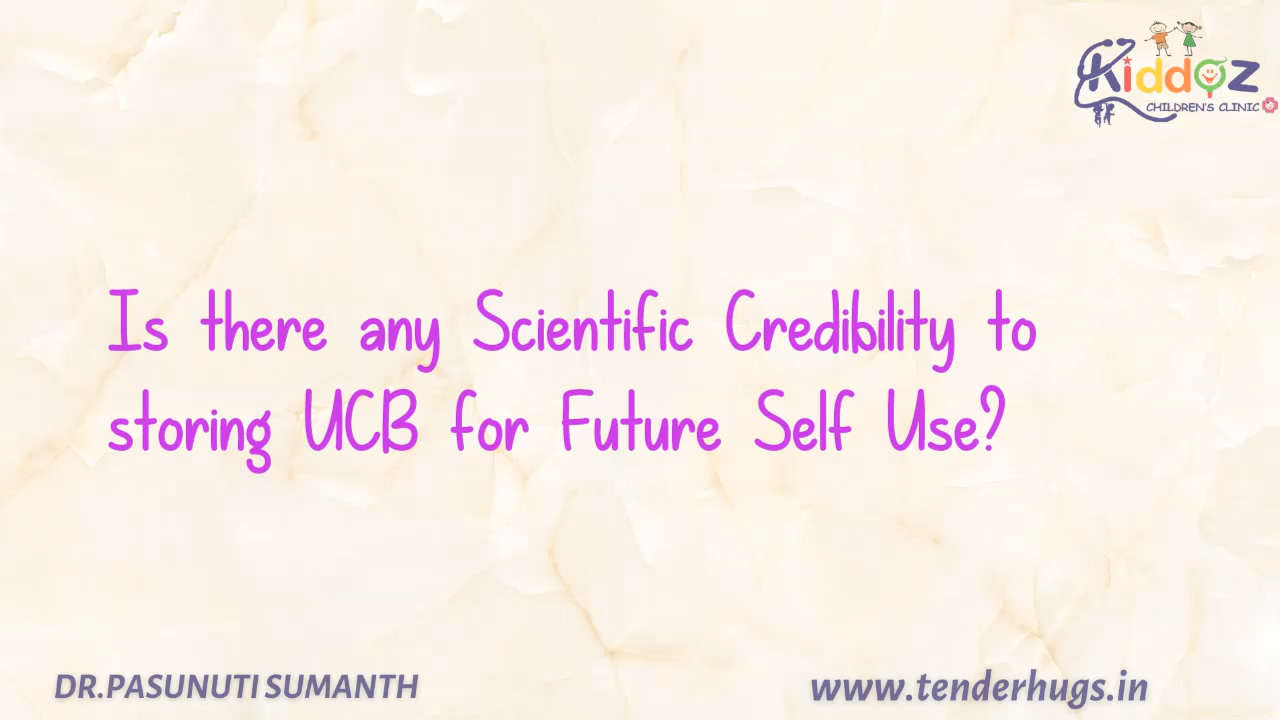 Kiddoz
CHILDREN'S CLINIC
Is there any Scientific Credibility to
storing UCB for Future Self Use?
DR.PASUNUTI SUMANTH
www.tenderhugs.in